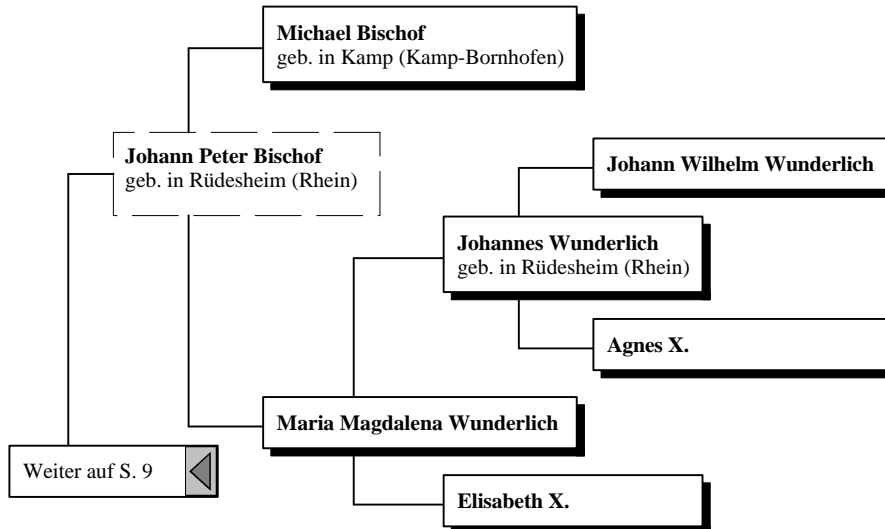 Michael Bischof
geb. in Kamp (Kamp-Bornhofen)
Johann Peter Bischof
geb. in Rüdesheim (Rhein)
Johann Wilhelm Wunderlich
Johannes Wunderlich
geb. in Rüdesheim (Rhein)
Agnes X.
Maria Magdalena Wunderlich
Weiter auf S. 9
Elisabeth X.